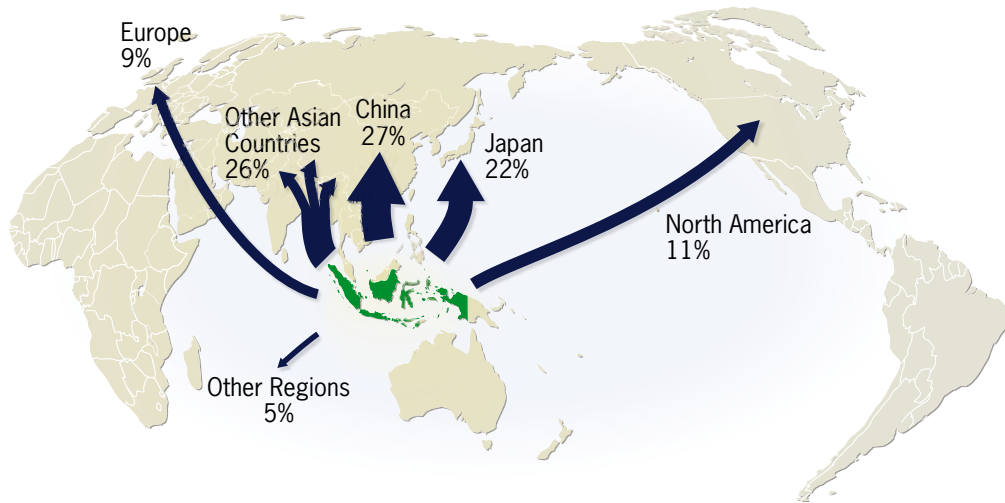 Europe
9%
Other Asian
Countries
26%
China
27%
Japan
22%
North America
11%
Other Regions
5%